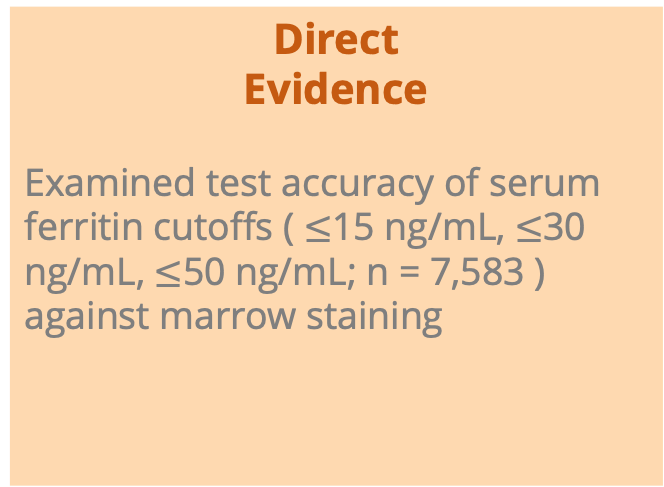 Direct
Evidence
Examined test accuracy of serum
ferritin cutoffs ( ≤15 ng/mL, ≤30
ng/mL, ≤50 ng/mL; n = 7,583 )
against marrow staining